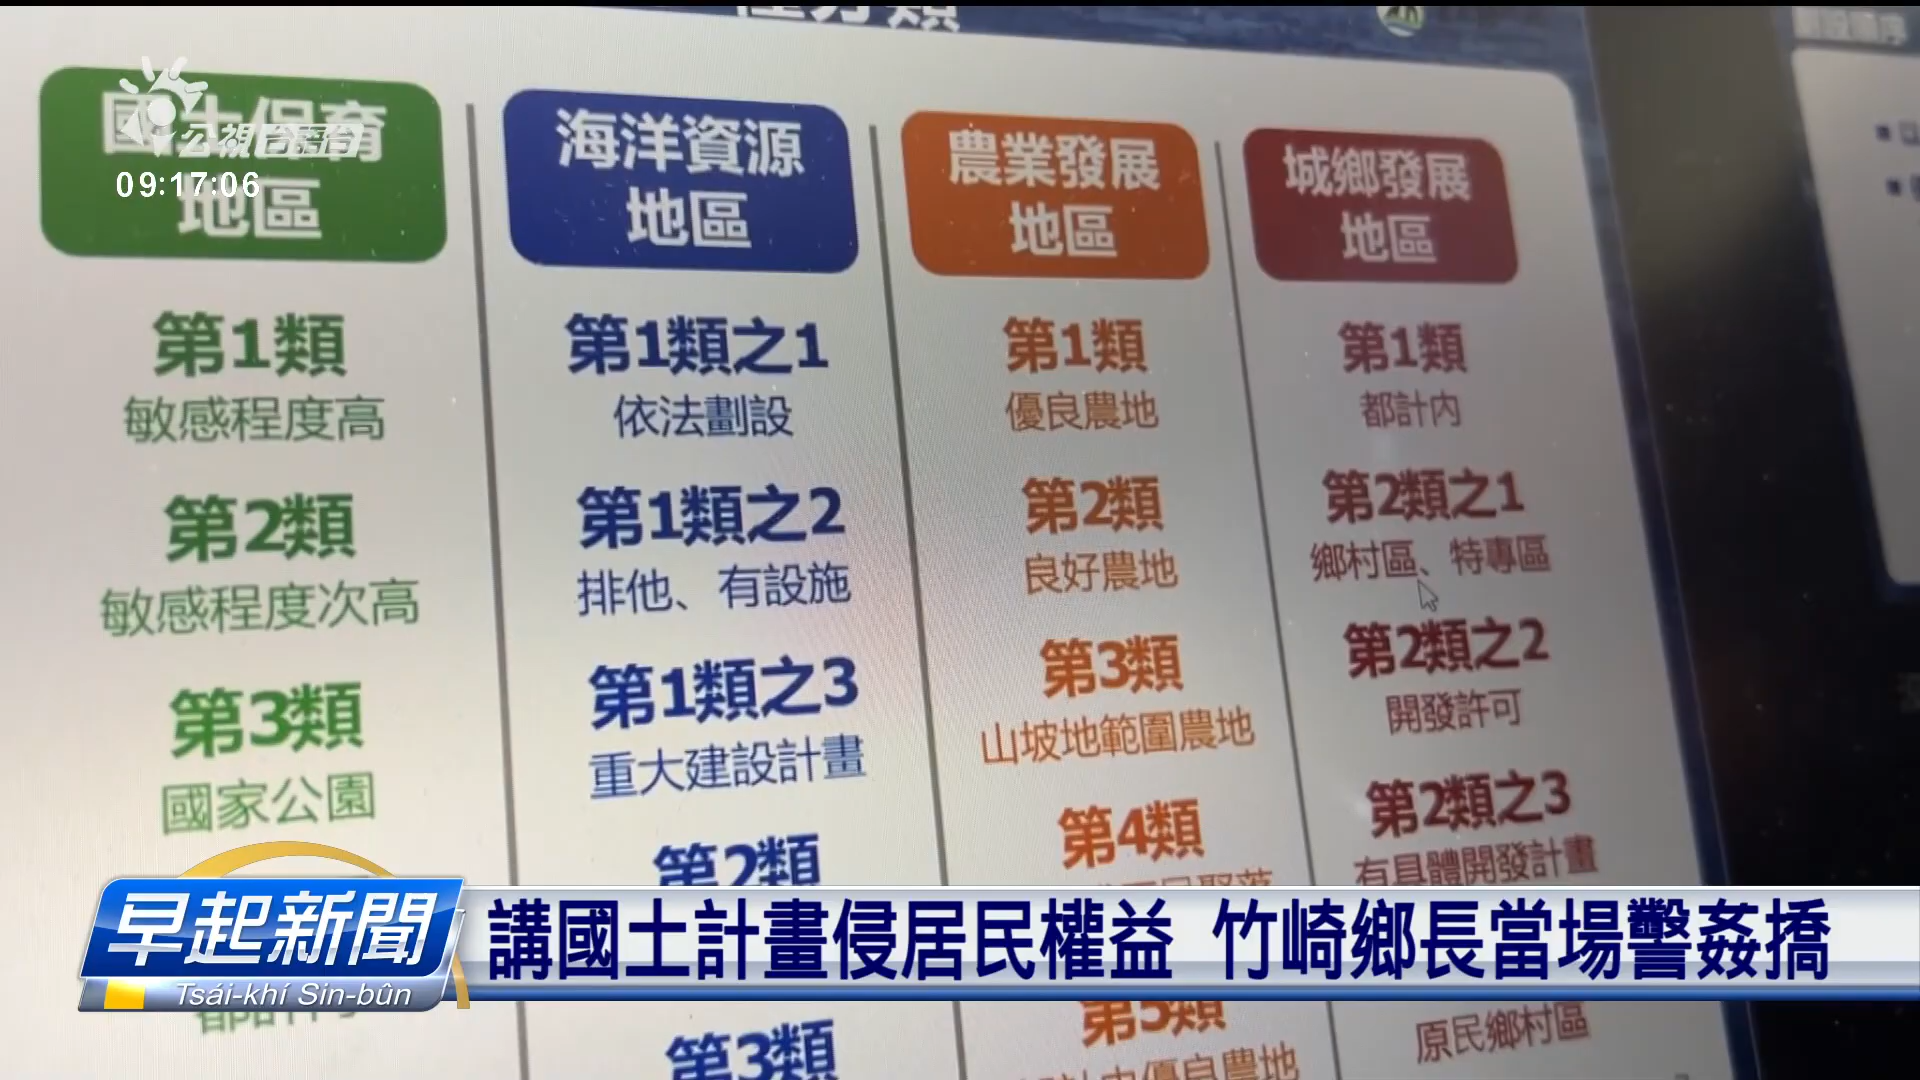 公視台語台
09:17:06
國土保育
地區
第1類
敏感程度高
第2類
敏感程度次高
第3類
國家公園
海洋資源
地區
第1類之1
依法劃設
第1類之2
排他、有設施
第1類之3
重大建設計畫
第2類
第3類
農業發展
地區
第1類
優良農地
第2類
良好農地
第3類
山坡地範圍農地
第4類
第5類
城鄉發展
地區
第1類
都計內
第2類之1
鄉村區、特專區
第2類之2
開發許可
第2類之3
有具體開發計畫
原民鄉村區
早起新聞
Tsái-khí Sin-bûn
講國土計畫侵居民權益 竹崎鄉長當場譥姦撟